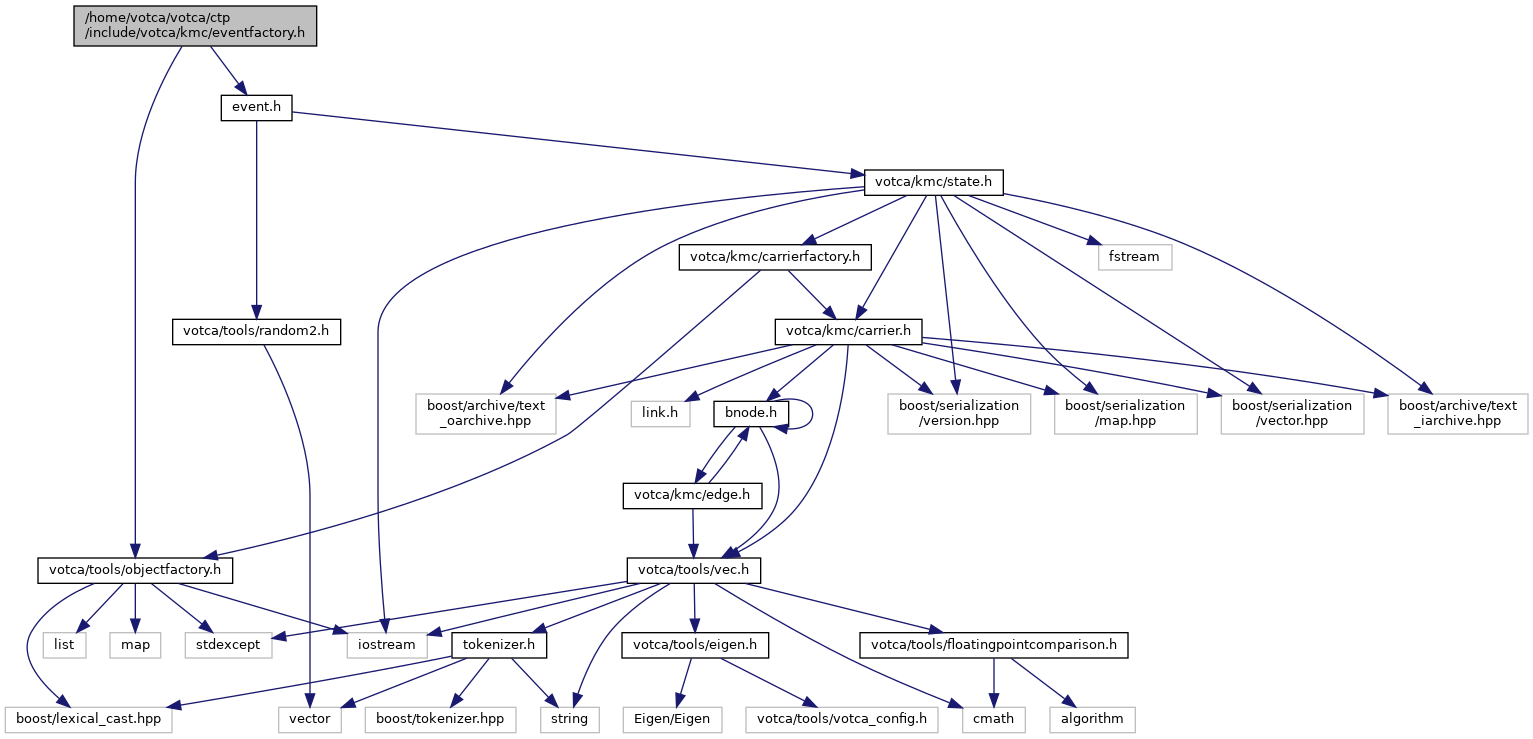 /home/votca/votca/ctp
/include/votca/kmc/eventfactory.h
event.h
votca/kmc/state.h
votca/kmc/carrierfactory.h
fstream
votca/tools/random2.h
votca/kmc/carrier.h
boost/archive/text
_oarchive.hpp
link.h
bnode.h
boost/serialization
/version.hpp
boost/serialization
/map.hpp
boost/serialization
/vector.hpp
boost/archive/text
_iarchive.hpp
votca/kmc/edge.h
votca/tools/objectfactory.h
votca/tools/vec.h
list
map
stdexcept
iostream
tokenizer.h
votca/tools/eigen.h
votca/tools/floatingpointcomparison.h
boost/lexical_cast.hpp
vector
boost/tokenizer.hpp
string
Eigen/Eigen
votca/tools/votca_config.h
cmath
algorithm